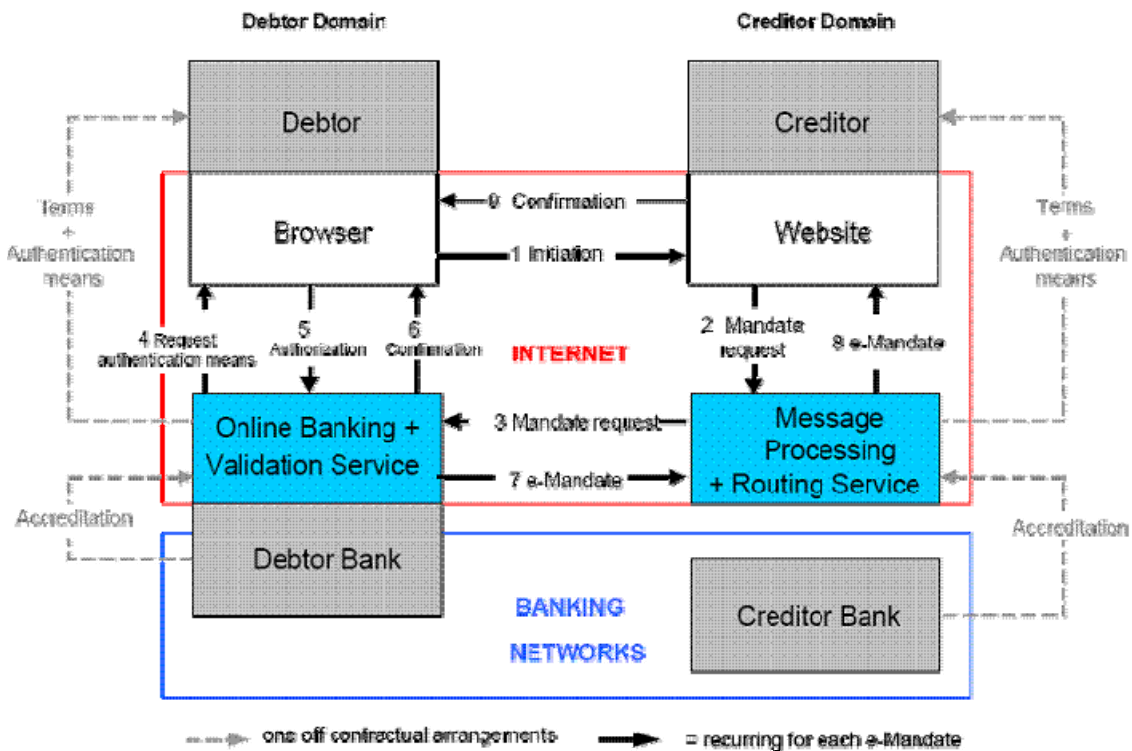 Debtor Domain
Creditor Domain
Debtor
Creditor
Terms
+
Authentication
means
Browser
9 Confirmation
1 Initiation
Website
Terms
+
Authentication
means
4 Request
authentication means
5
Authorization
6
Confirmation
INTERNET
2 Mandate
request
8 e-Mandate
Online Banking +
Validation Service
3 Mandate request
7 e-Mandate
Message
Processing
+ Routing Service
Accreditation
Accreditation
Debtor Bank
BANKING
NETWORKS
Creditor Bank
one off contractual arrangements
= recurring for each e-Mandate